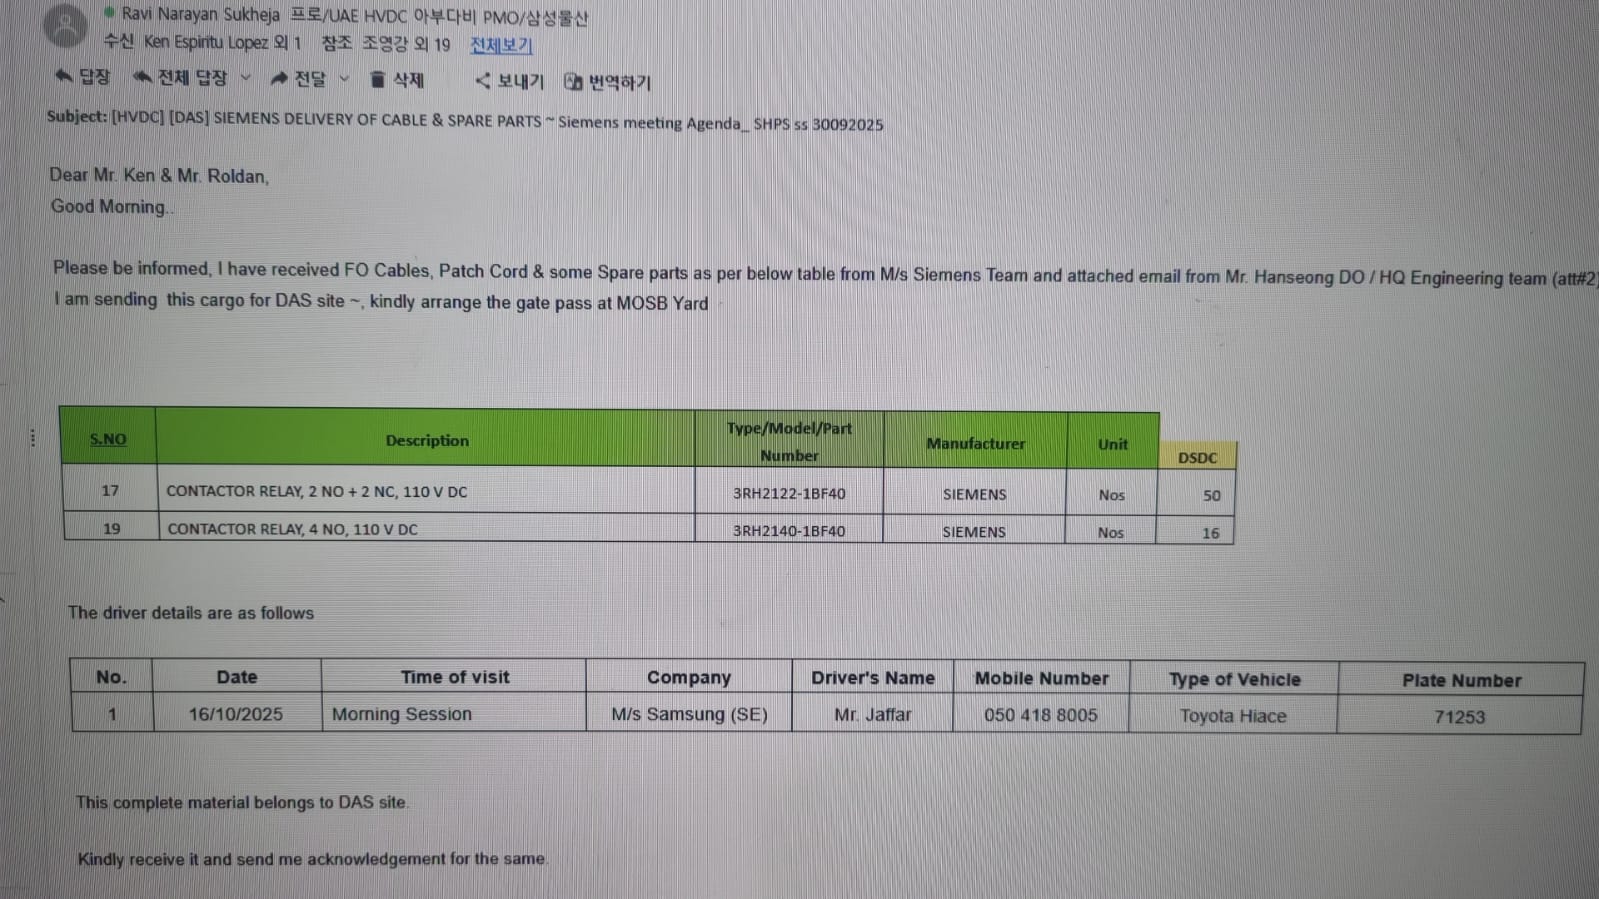 Ravi Narayan Sukheja 프로/UAE HVDC 아부다비 PMO/삼성물산
수신 Ken Espiritu Lopez 외 1 참조 조영강 외 19 전체보기
답장 전체 답장 전달 삭제 보내기 번역하기
Subject: [HVDC] [DAS] SIEMENS DELIVERY OF CABLE & SPARE PARTS ~ Siemens meeting Agenda_ SHPS ss 30092025
Dear Mr. Ken & Mr. Roldan,
Good Morning..
Please be informed, I have received FO Cables, Patch Cord & some Spare parts as per below table from M/s Siemens Team and attached email from Mr. Hanseong DO / HQ Engineering team (att#2)
I am sending this cargo for DAS site ~, kindly arrange the gate pass at MOSB Yard
S.NO Description Type/Model/Part Number Manufacturer Unit DSDC
17 CONTACTOR RELAY, 2 NO + 2 NC, 110 V DC 3RH2122-1BF40 SIEMENS Nos 50
19 CONTACTOR RELAY, 4 NO, 110 V DC 3RH2140-1BF40 SIEMENS Nos 16
The driver details are as follows
No. Date Time of visit Company Driver's Name Mobile Number Type of Vehicle Plate Number
1 16/10/2025 Morning Session M/s Samsung (SE) Mr. Jaffar 050 418 8005 Toyota Hiace 71253
This complete material belongs to DAS site.
Kindly receive it and send me acknowledgement for the same.